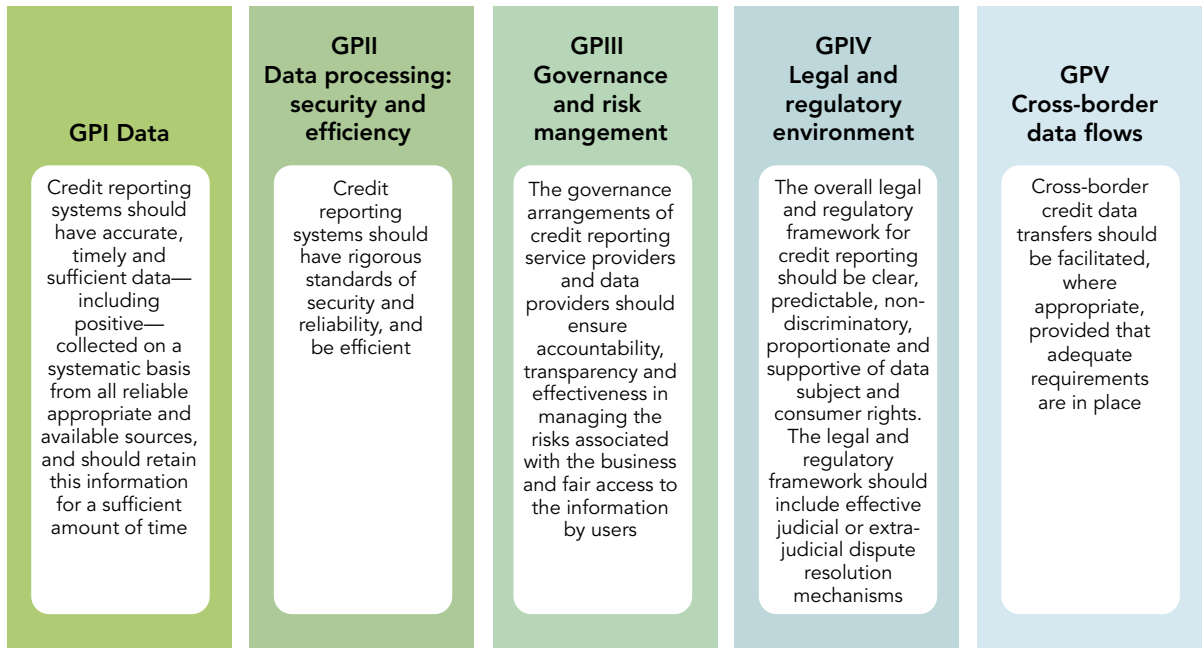 GPI Data
Credit reporting
systems should
have accurate,
timely and
sufficient data—
including
positive—
collected on a
systematic basis
from all reliable
appropriate and
available sources,
and should retain
this information
for a sufficient
amount of time
GPII
Data processing:
security and
efficiency
Credit
reporting
systems should
have rigorous
standards of
security and
reliability, and
be efficient
GPIII
Governance
and risk
mangement
The governance
arrangements of
credit reporting
service providers
and data
providers should
ensure
accountability,
transparency and
effectiveness in
managing the
risks associated
with the business
and fair access to
the information
by users
GPIV
Legal and
regulatory
environment
The overall legal
and regulatory
framework for
credit reporting
should be clear,
predictable, non-
discriminatory,
proportionate and
supportive of data
subject and
consumer rights.
The legal and
regulatory
framework should
include effective
judicial or extra-
judicial dispute
resolution
mechanisms
GPV
Cross-border
data flows
Cross-border
credit data
transfers should
be facilitated,
where
appropriate,
provided that
adequate
requirements
are in place